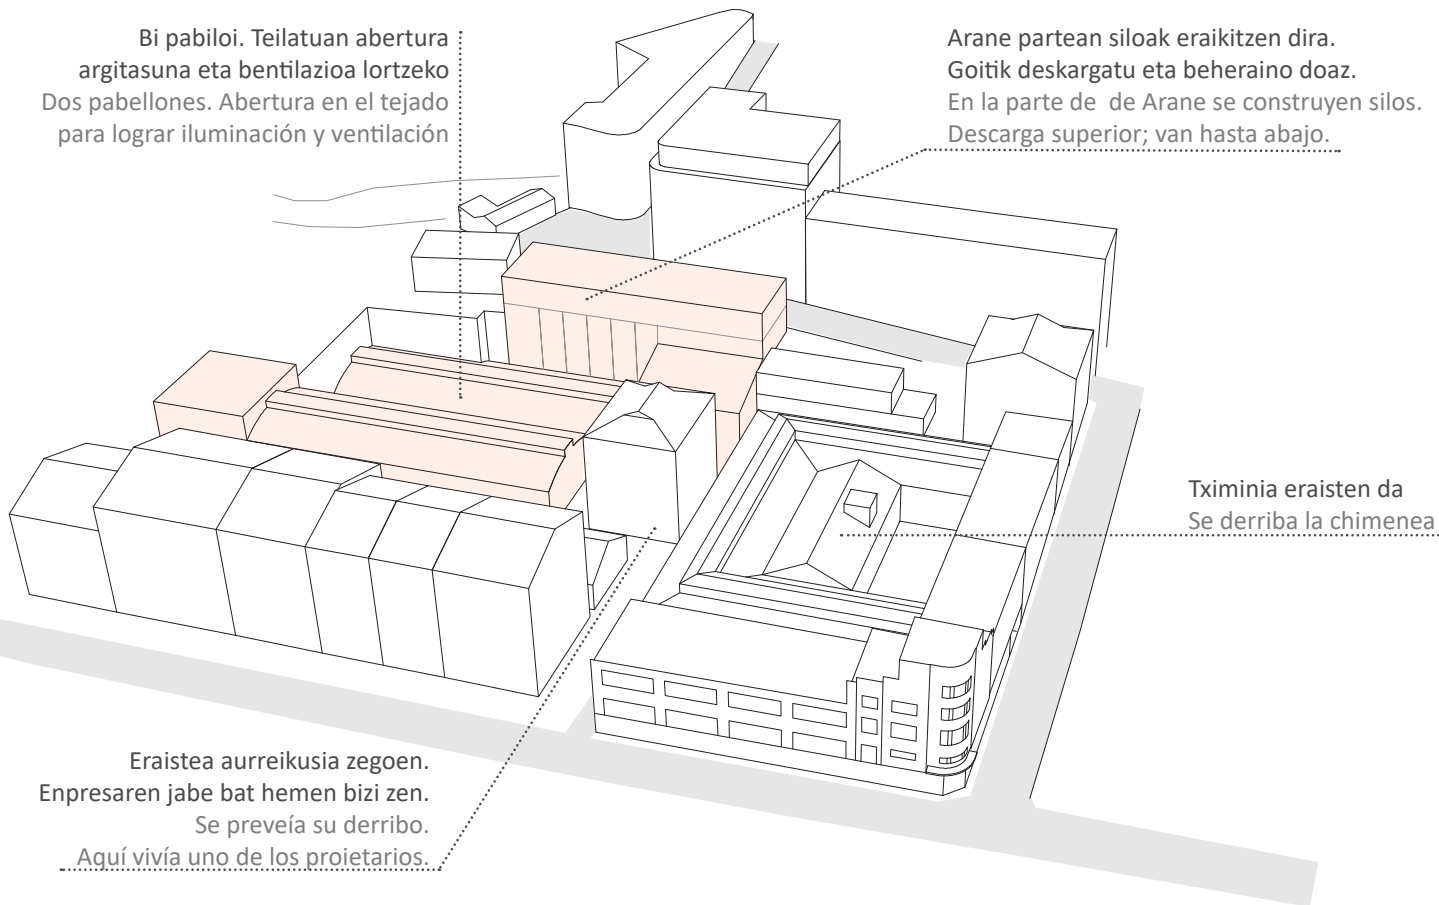 Bi pabiloi. Teilatuan abertura
argitasuna eta bentilazioa lortzeko
Dos pabellones. Abertura en el tejado
para lograr iluminación y ventilación
Arane partean siloak eraikitzen dira.
Goitik deskargatu eta beheraino doaz.
En la parte de de Arane se construyen silos.
Descarga superior; van hasta abajo.
Tximinia eraisten da
Se derriba la chimenea
Eraistea aurreikusia zegoen.
Enpresaren jabe bat hemen bizi zen.
Se preveía su derribo.
Aquí vivía uno de los proietarios.